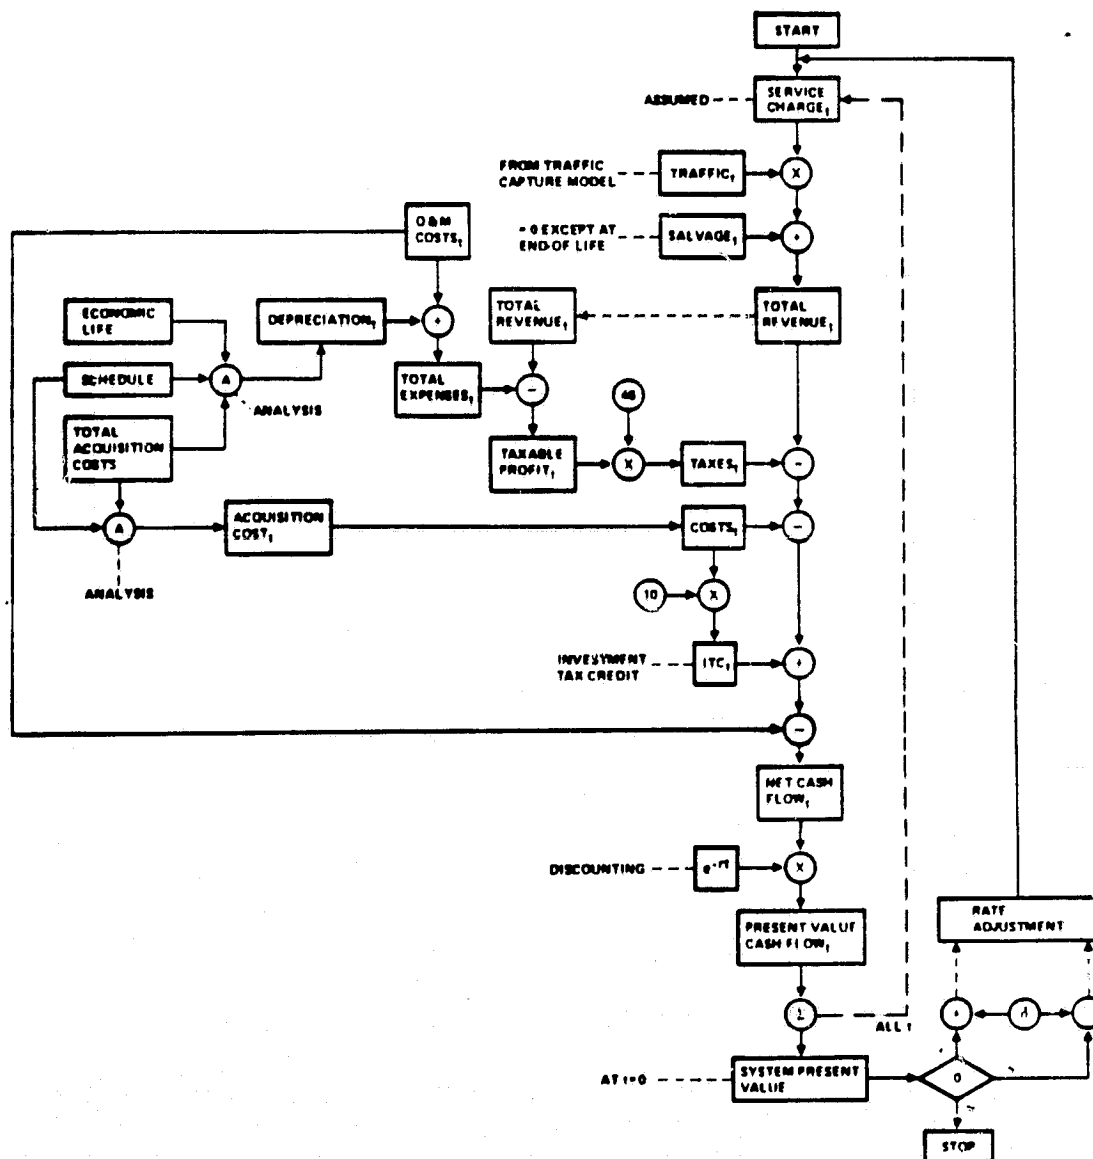 START
ASSUMED
SERVICE
CHARGE t
FROM TRAFFIC
CAPTURE MODEL
TRAFFIC t
X
O & M
COSTS t
= 0 EXCEPT AT
END-OF LIFE
SALVAGE t
+
ECONOMIC
LIFE
DEPRECIATION t
+
TOTAL
REVENUE t
TOTAL
REVENUE t
SCHEDULE
A
ANALYSIS
TOTAL
EXPENSES t
-
TOTAL
ACQUISITION
COSTS
TAXABLE
PROFIT t
X
TAXES t
-
A
ANALYSIS
ACQUISITION
COST t
COSTS t
-
10
X
INVESTMENT
TAX CREDIT
ITC t
+
-
NET CASH
FLOW t
DISCOUNTING
e-rt
X
PRESENT VALUE
CASH FLOW t
RATE
ADJUSTMENT
Σ
ALL t
+
AT t=0
SYSTEM PRESENT
VALUE
0
STOP